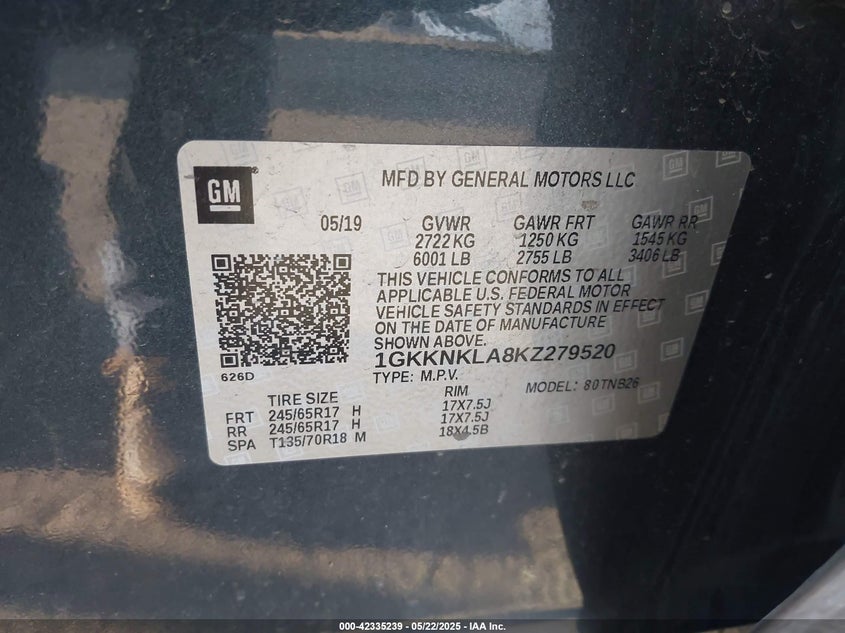 GM
MFD BY GENERAL MOTORS LLC
05/19 GVWR GAWR FRT GAWR RR
2722 KG 1250 KG 1545 KG
6001 LB 2755 LB 3406 LB
THIS VEHICLE CONFORMS TO ALL
APPLICABLE U.S. FEDERAL MOTOR
VEHICLE SAFETY STANDARDS IN EFFECT
ON THE DATE OF MANUFACTURE
SHOWN ABOVE.
1GKKNKLA8KZ279520
626D
TYPE: M.P.V. MODEL: 80TNB26
TIRE SIZE RIM
FRT 245/65R17 H 17X7.5J
RR 245/65R17 H 17X7.5J
SPA T135/70R18 M 18X4.5B
000-42335239 - 05/22/2025 - IAA Inc.